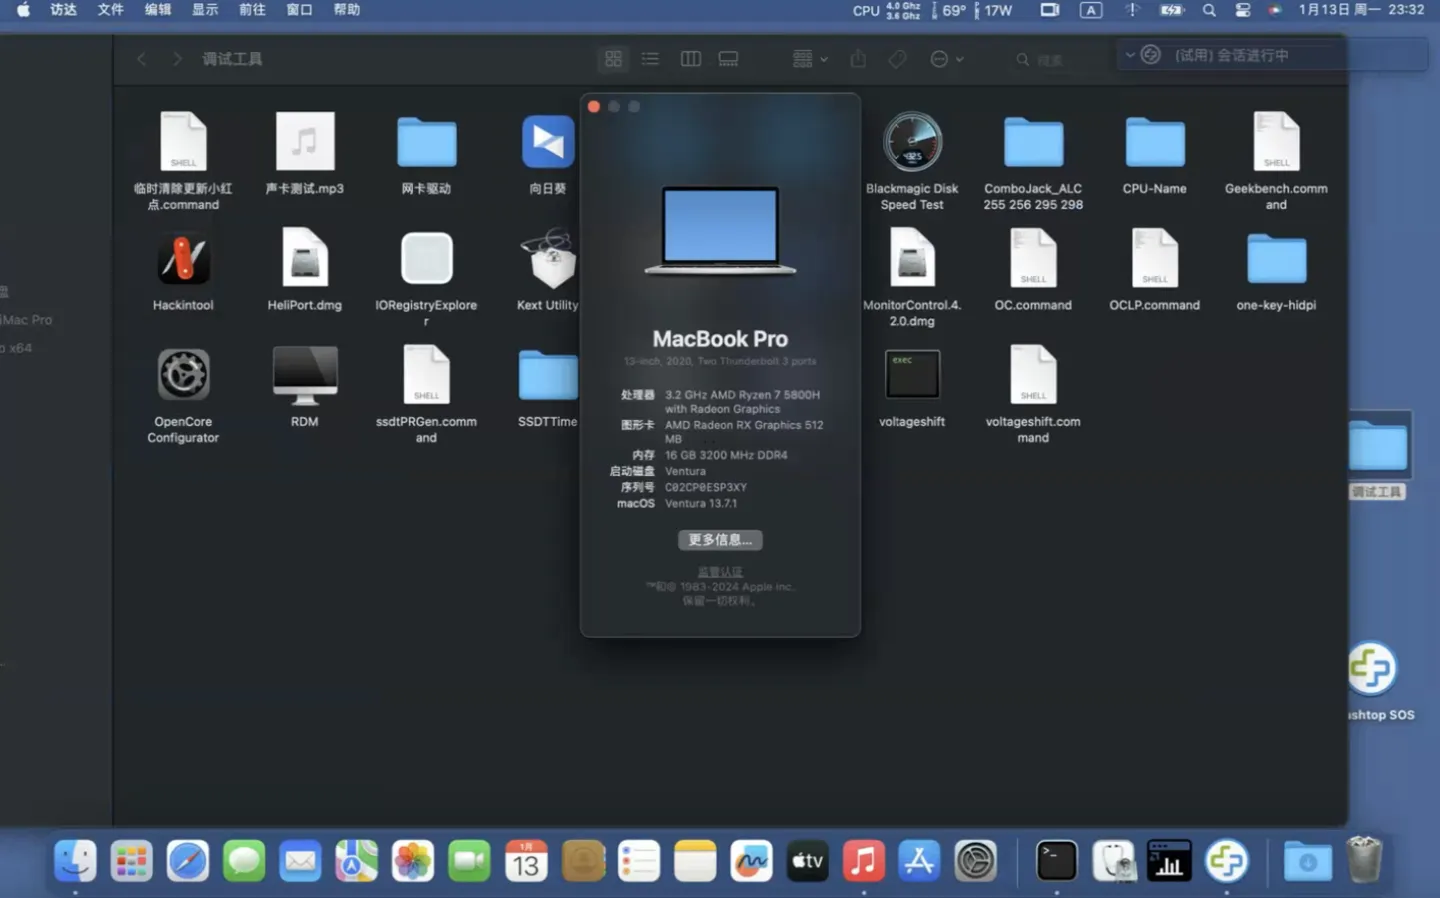 访达 文件 编辑 显示 前往 窗口 帮助 CPU 4.0 Ghz 3.6 Ghz 69° 17W A 1月13日 周一 23:32
调试工具 搜索 (试用) 会话进行中
SHELL SHELL
临时清除更新小红点.command 声卡测试.mp3 网卡驱动 向日葵 Blackmagic Disk Speed Test ComboJack_ALC 255 256 295 298 CPU-Name Geekbench.command
SHELL SHELL
Hackintool HeliPort.dmg IORegistryExplorer Kext Utility MonitorControl.4.2.0.dmg OC.command OCLP.command one-key-hidpi
iMac Pro
x64
SHELL exec SHELL
OpenCore Configurator RDM ssdtPRGen.command SSDTTime voltageshift voltageshift.command
MacBook Pro
13-inch, 2020, Two Thunderbolt 3 ports
处理器 3.2 GHz AMD Ryzen 7 5800H with Radeon Graphics
图形卡 AMD Radeon RX Graphics 512 MB
内存 16 GB 3200 MHz DDR4
启动磁盘 Ventura
序列号 C02CP0ESP3XY
macOS Ventura 13.7.1
更多信息...
监管认证
™和© 1983-2024 Apple Inc.
保留一切权利。
调试工具
ashtop SOS
1月
13
tv